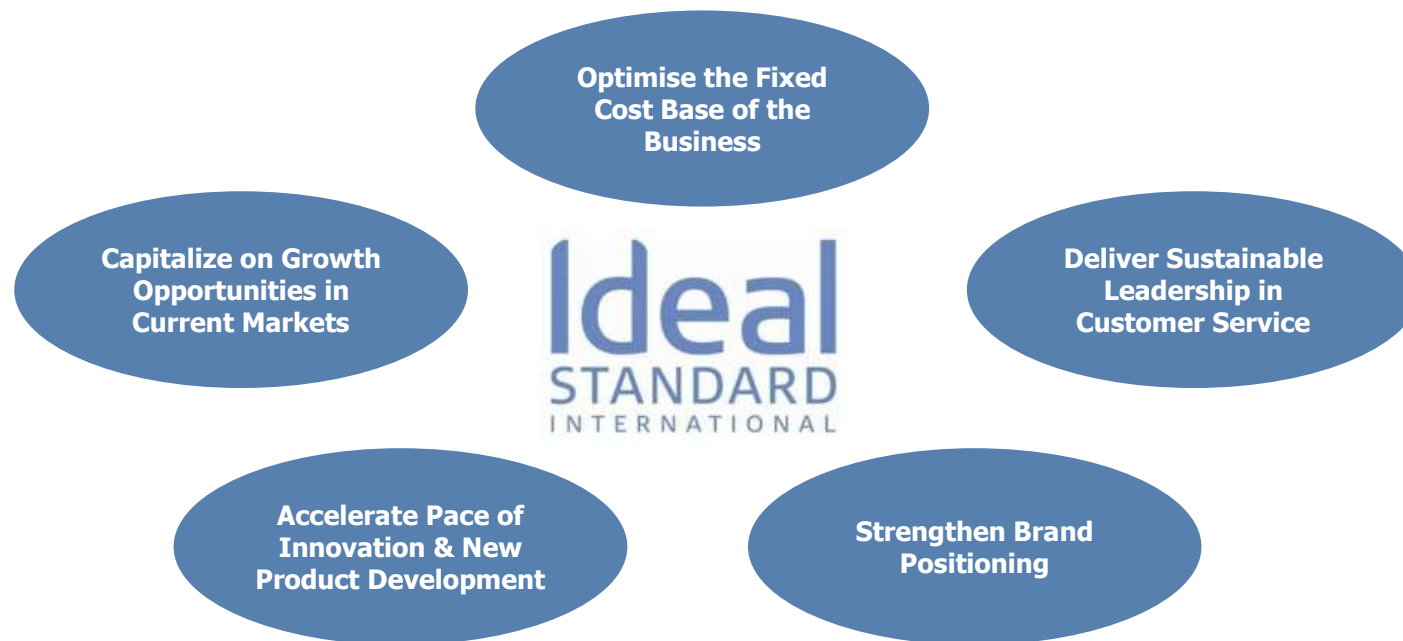 Optimise the Fixed
Cost Base of the
Business
Capitalize on Growth
Opportunities in
Current Markets
Ideal
STANDARD
INTERNATIONAL
Deliver Sustainable
Leadership in
Customer Service
Accelerate Pace of
Innovation & New
Product Development
Strengthen Brand
Positioning